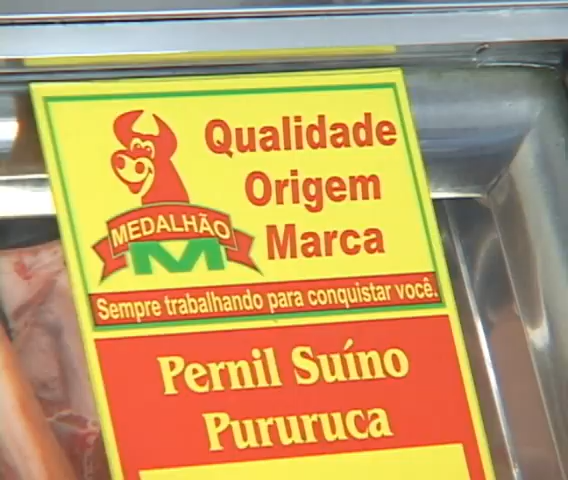 Qualidade
Origem
Marca
MEDALHÃO
M
Sempre trabalhando para conquistar você.
Pernil Suíno
Pururuca